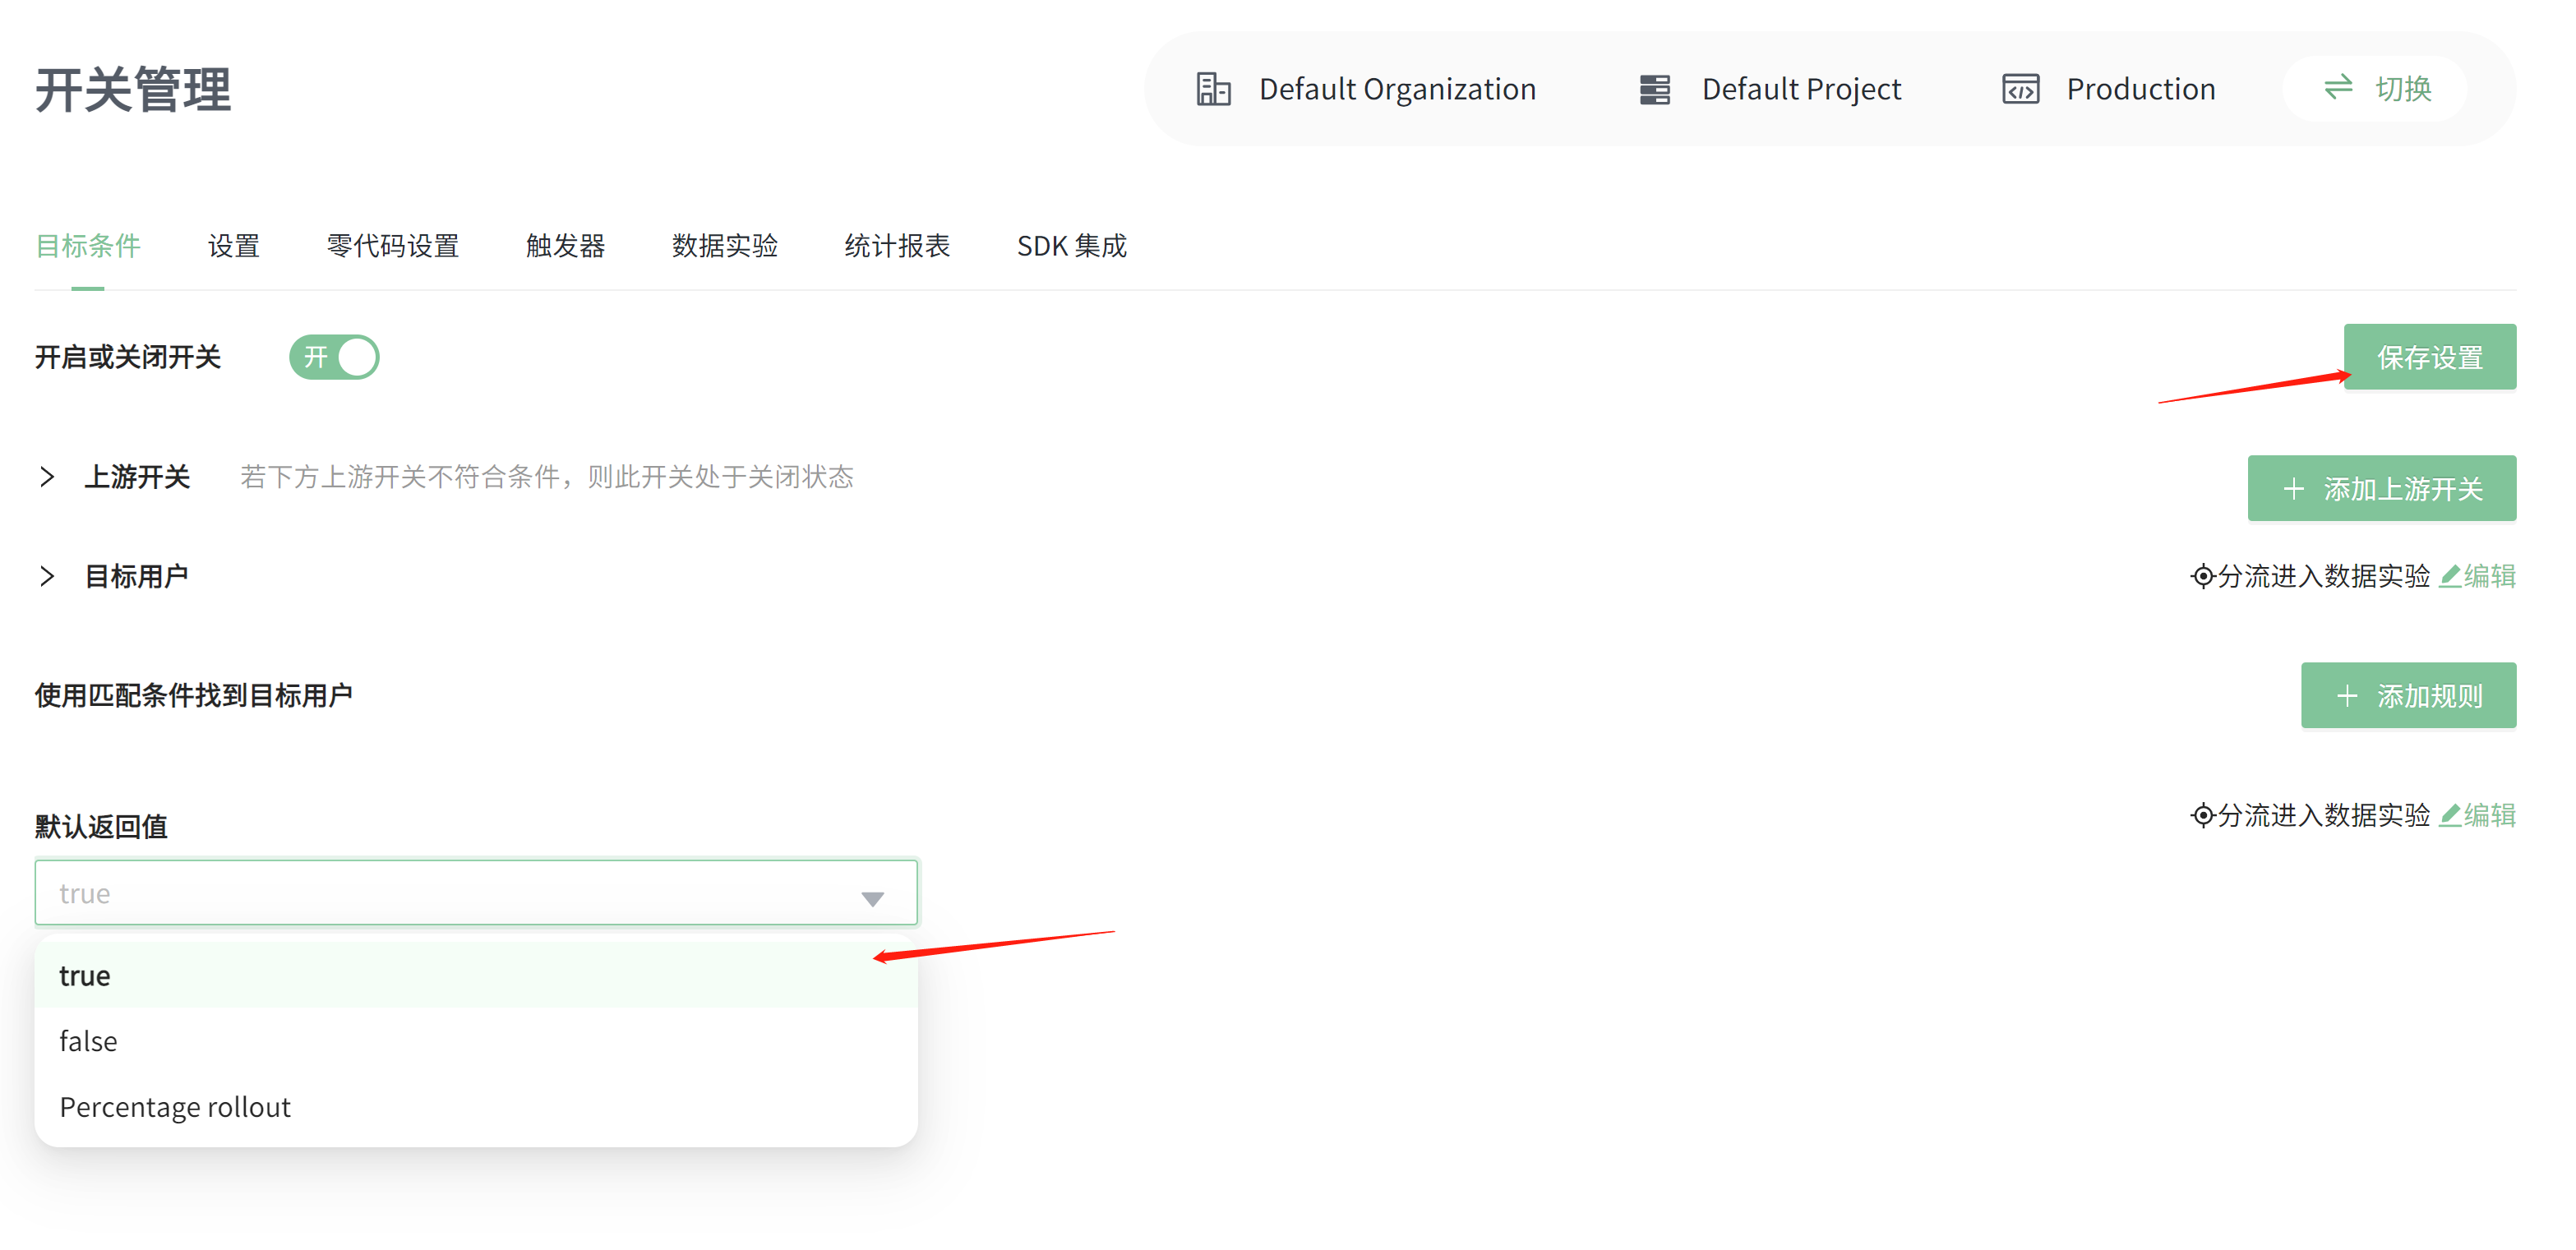 开关管理
Default Organization
Default Project
Production
切换
目标条件
设置
零代码设置
触发器
数据实验
统计报表
SDK 集成
开启或关闭开关
开
保存设置
上游开关
若下方上游开关不符合条件，则此开关处于关闭状态
添加上游开关
目标用户
分流进入数据实验
编辑
使用匹配条件找到目标用户
添加规则
默认返回值
分流进入数据实验
编辑
true
true
false
Percentage rollout